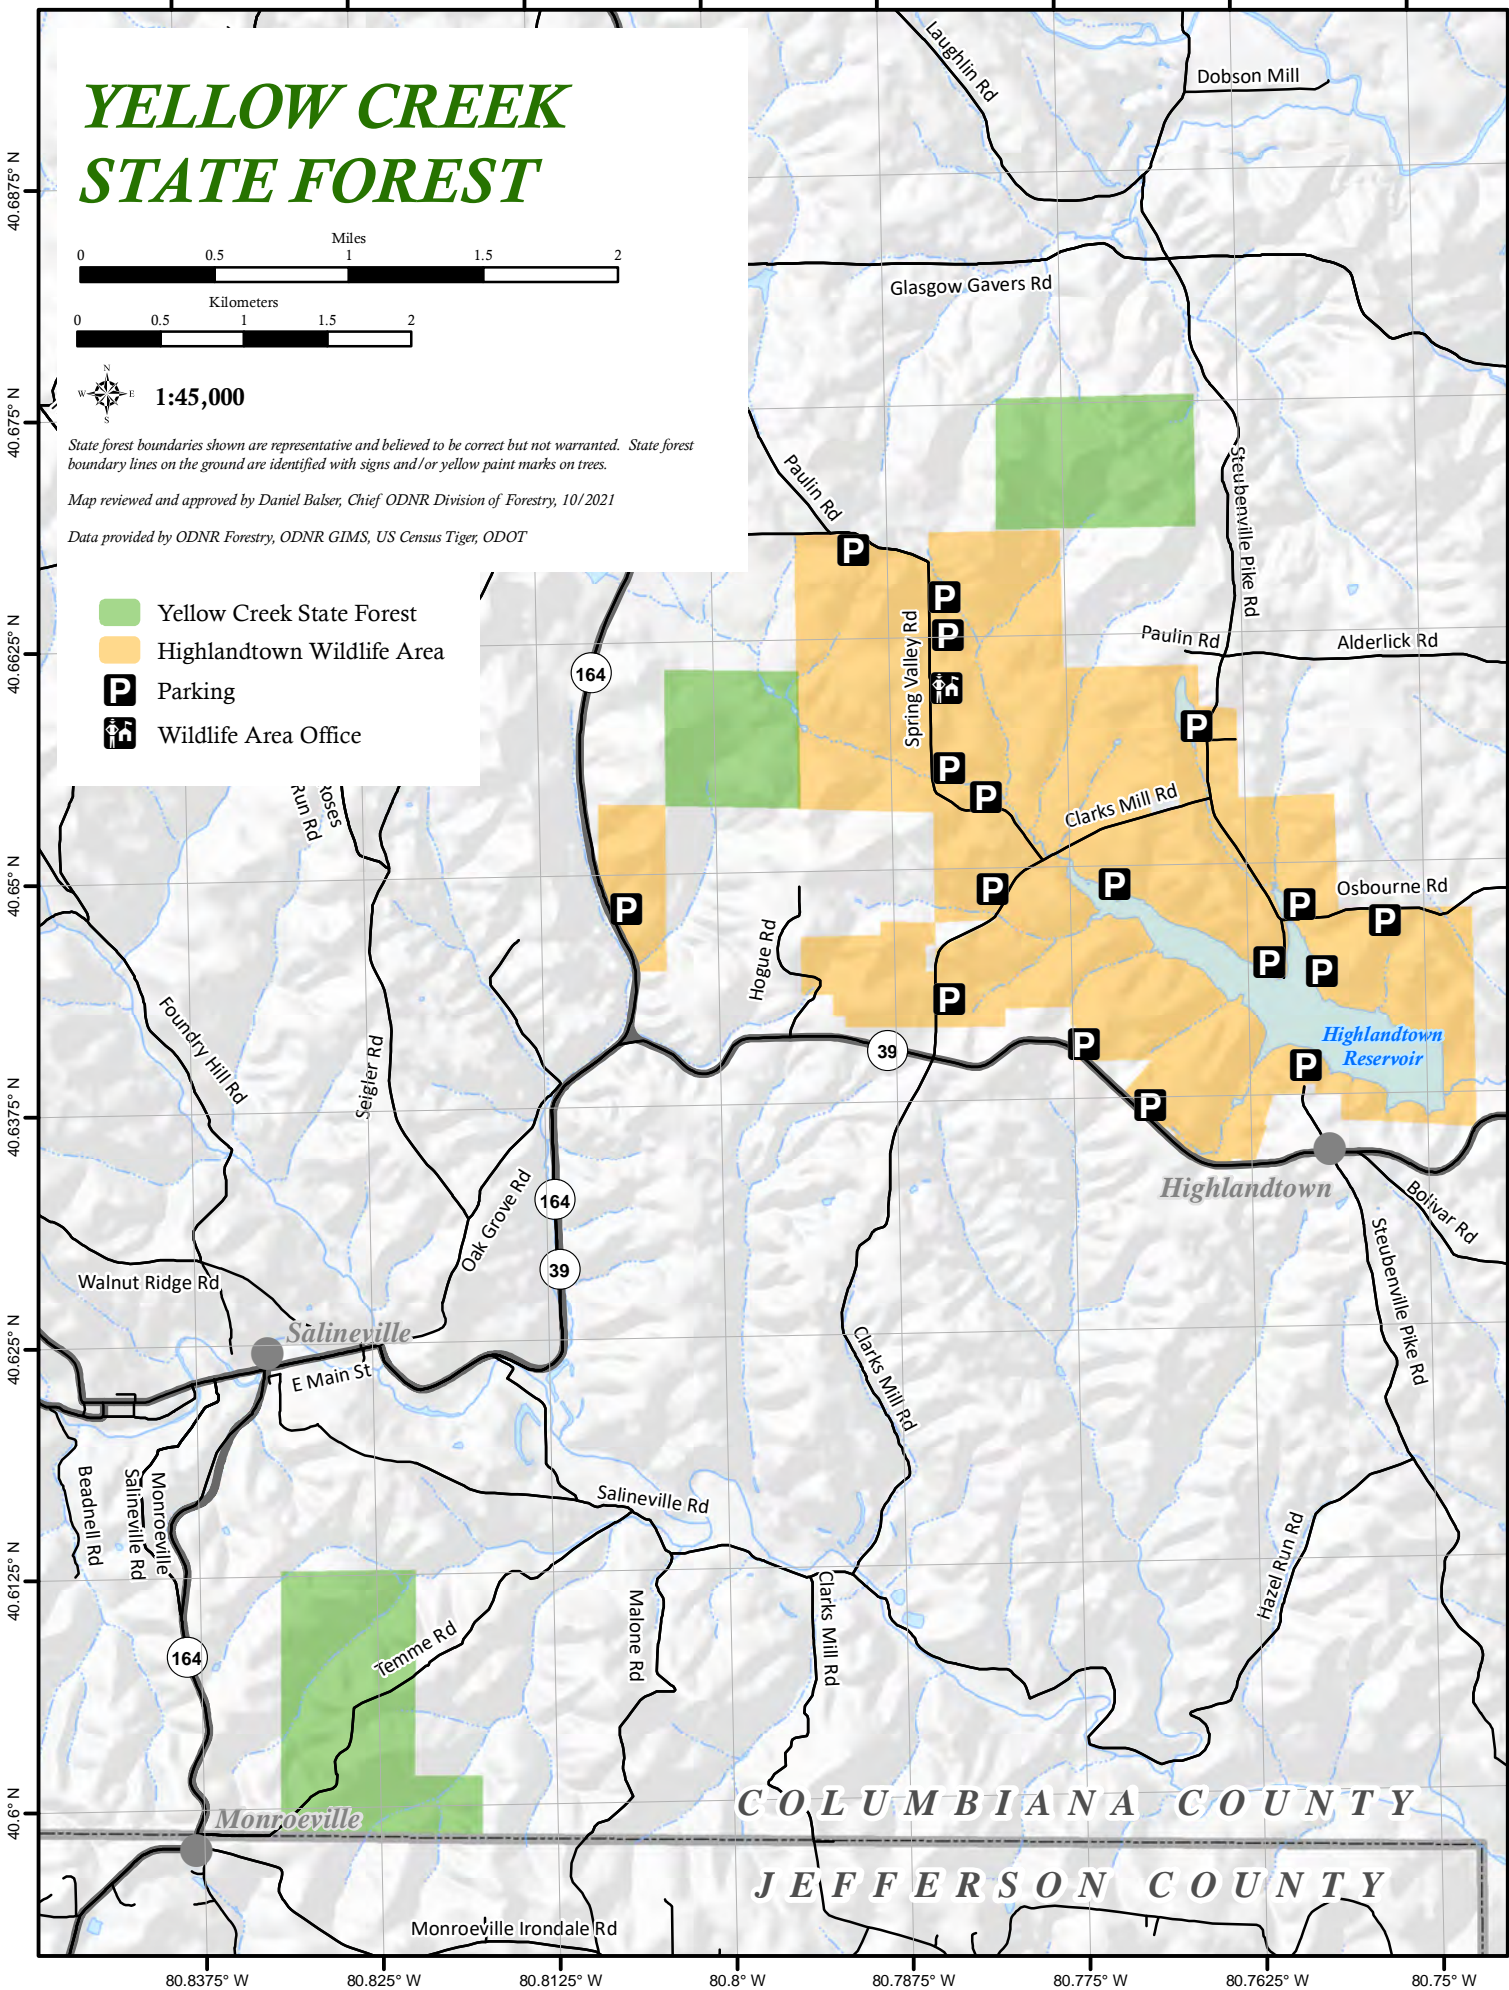 YELLOW CREEK
STATE FOREST
Miles
0 0.5 1 1.5 2
Kilometers
0 0.5 1 1.5 2
N
W E
S
1:45,000
State forest boundaries shown are representative and believed to be correct but not warranted. State forest
boundary lines on the ground are identified with signs and/or yellow paint marks on trees.
Map reviewed and approved by Daniel Balser, Chief ODNR Division of Forestry, 10/2021
Data provided by ODNR Forestry, ODNR GIMS, US Census Tiger, ODOT
Yellow Creek State Forest
Highlandtown Wildlife Area
P Parking
Wildlife Area Office
Laughlin Rd
Dobson Mill
Glasgow Gavers Rd
Paulin Rd
Steubenville Pike Rd
P
P
P
Spring Valley Rd
Paulin Rd
Alderlick Rd
164
P
P
P
Clarks Mill Rd
Roses
Run Rd
P
P
P
P
P
Osbourne Rd
P
P
P
Hogue Rd
P
Foundry Hill Rd
Seigler Rd
39
P
Highlandtown
Reservoir
P
P
Highlandtown
Bolivar Rd
Oak Grove Rd
164
39
Walnut Ridge Rd
Salineville
E Main St
Clarks Mill Rd
Steubenville Pike Rd
Beadnell Rd
Monroeville
Salineville Rd
Salineville Rd
Hazel Run Rd
Temme Rd
Malone Rd
Clarks Mill Rd
164
Monroeville
COLUMBIANA COUNTY
JEFFERSON COUNTY
Monroeville Irondale Rd
40.6875° N
40.675° N
40.6625° N
40.65° N
40.6375° N
40.625° N
40.6125° N
40.6° N
80.8375° W 80.825° W 80.8125° W 80.8° W 80.7875° W 80.775° W 80.7625° W 80.75° W